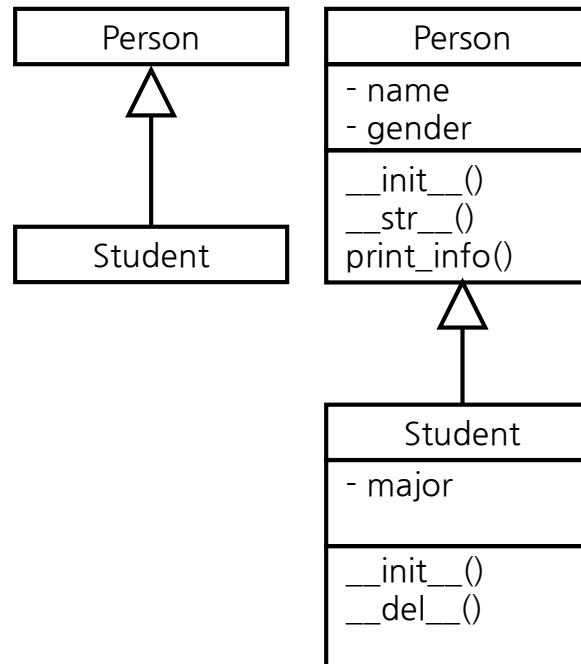 Person
Student
Person
- name
- gender
__init__()
__str__()
print_info()
Student
- major
__init__()
__del__()